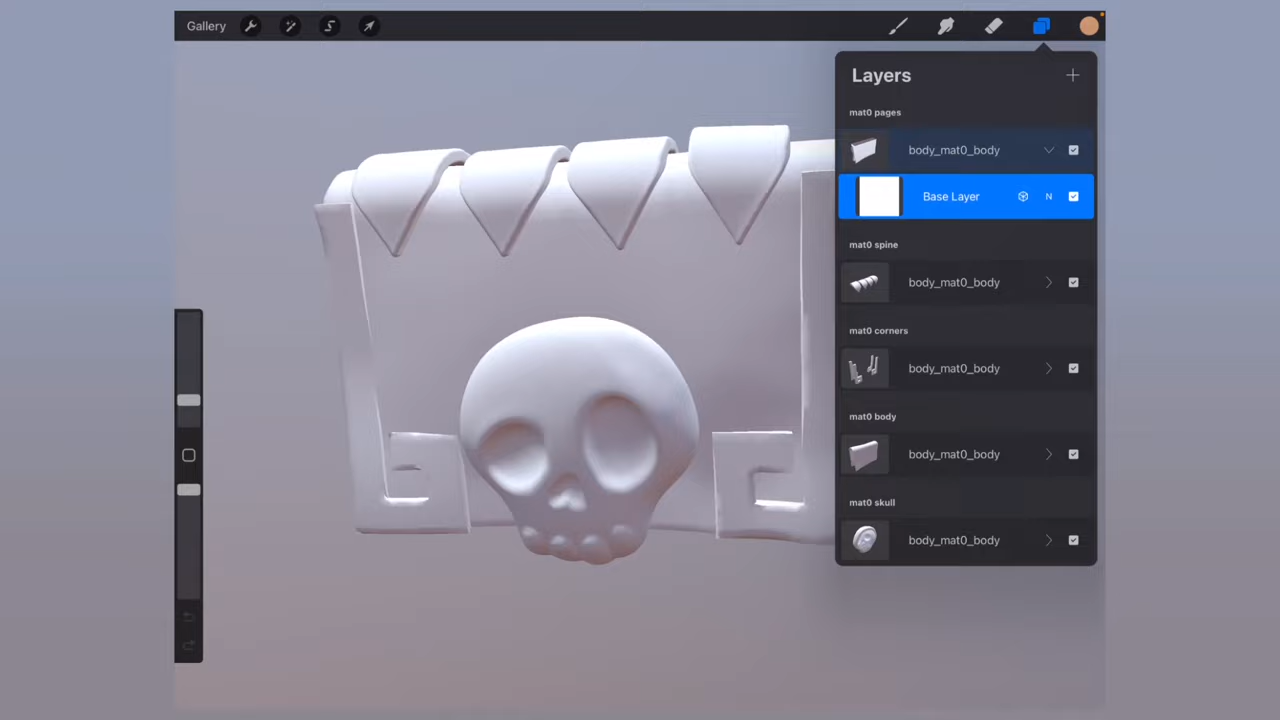 Gallery
Layers
mat0 pages
body_mat0_body
Base Layer N
mat0 spine
body_mat0_body
mat0 corners
body_mat0_body
mat0 body
body_mat0_body
mat0 skull
body_mat0_body